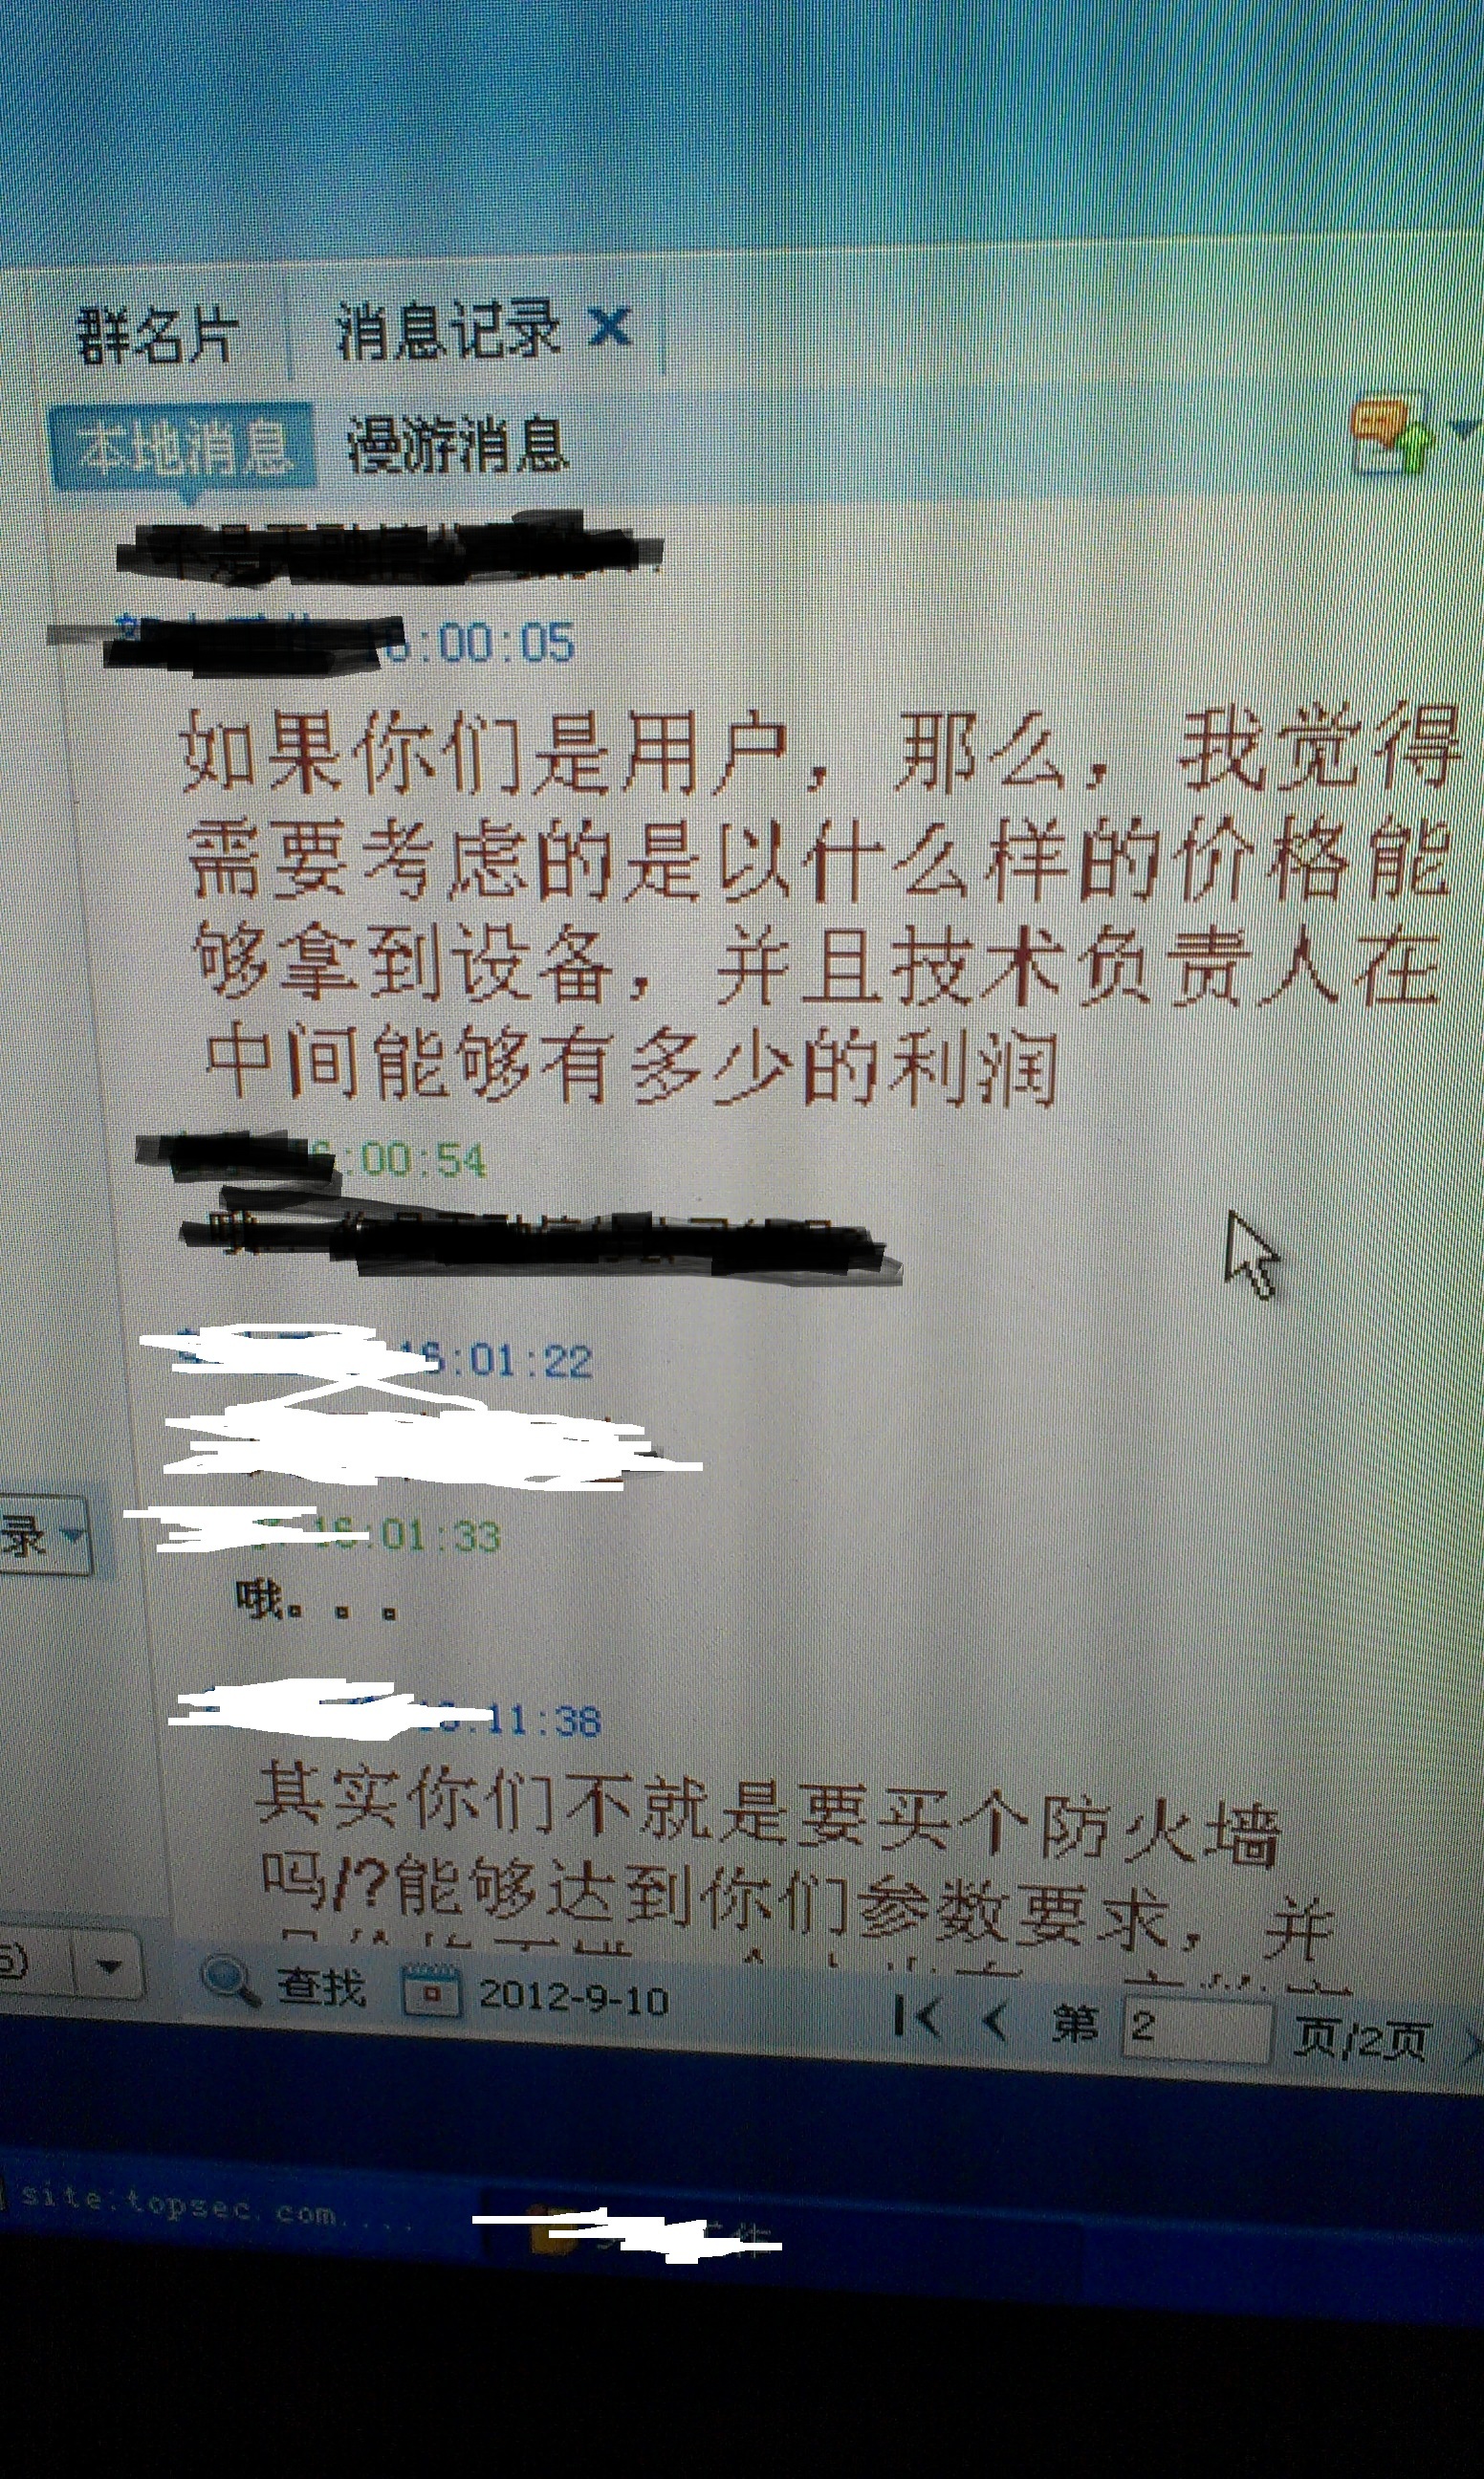 群名片 消息记录
本地消息 漫游消息
:00:05
如果你们是用户，那么，我觉得
需要考虑的是以什么样的价格能
够拿到设备，并且技术负责人在
中间能够有多少的利润
:00:54
16:01:22
16:01:33
哦。。。
录
:11:38
其实你们不就是要买个防火墙
吗/?能够达到你们参数要求，并
查找 2012-9-10 第 2 页/2页
site:topsec.com....